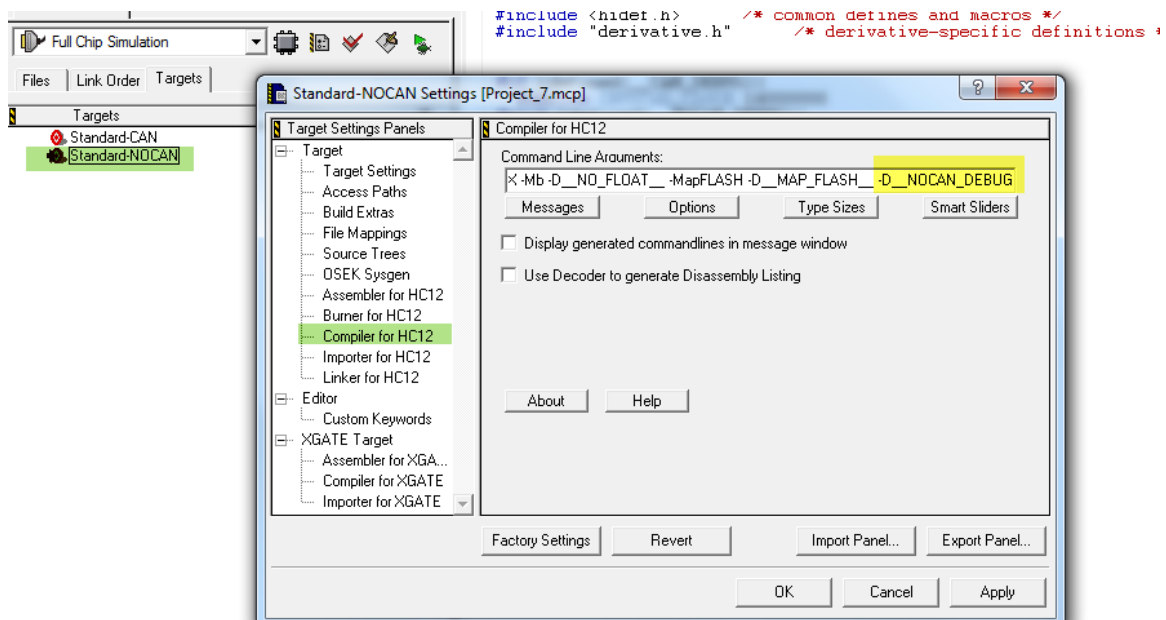 #include <hidef.h> /* common defines and macros */
#include "derivative.h" /* derivative-specific definitions *
Full Chip Simulation
Files
Link Order
Targets
Targets
Standard-CAN
Standard-NOCAN
Standard-NOCAN Settings [Project_7.mcp]
Target Settings Panels
Target
Target Settings
Access Paths
Build Extras
File Mappings
Source Trees
OSEK Sysgen
Assembler for HC12
Burner for HC12
Compiler for HC12
Importer for HC12
Linker for HC12
Editor
Custom Keywords
XGATE Target
Assembler for XGA...
Compiler for XGATE
Importer for XGATE
Compiler for HC12
Command Line Arguments:
X -Mb -D__NO_FLOAT__ -MapFLASH -D__MAP_FLASH__ -D__NOCAN_DEBUG
Messages
Options
Type Sizes
Smart Sliders
Display generated commandlines in message window
Use Decoder to generate Disassembly Listing
About
Help
Factory Settings
Revert
Import Panel...
Export Panel...
OK
Cancel
Apply